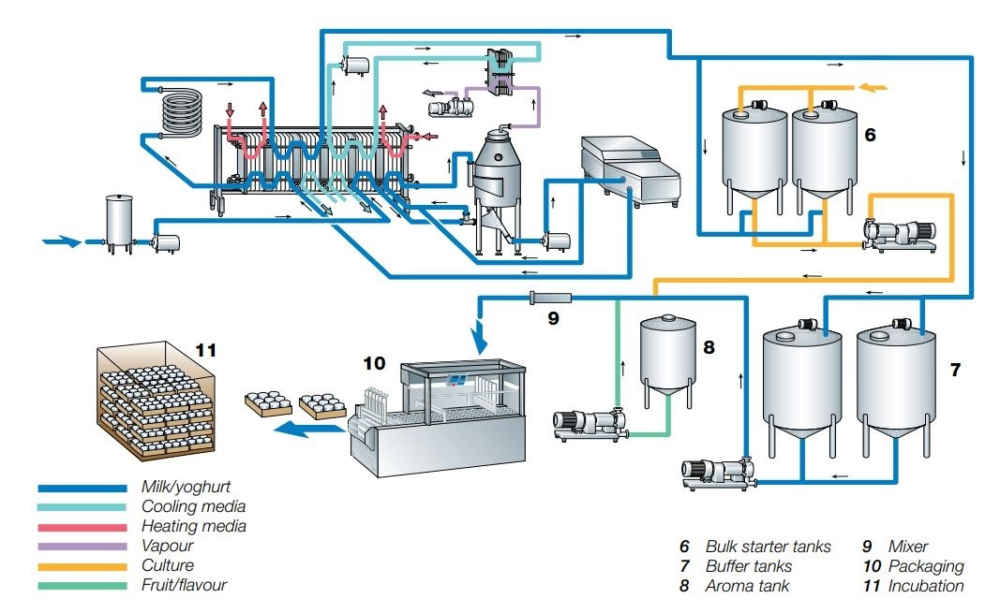 6
9
8
7
11
10
Milk/yoghurt
Cooling media
Heating media
Vapour
Culture
Fruit/flavour
6 Bulk starter tanks
7 Buffer tanks
8 Aroma tank
9 Mixer
10 Packaging
11 Incubation